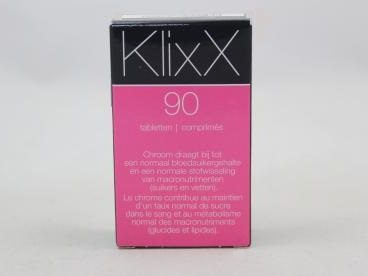 KlixX
90
tabletten | comprimés
Chroom draagt bij tot
een normaal bloedsuikergehalte
en een normale stofwisseling
van macronutrimenten
(suikers en vetten).
Le chrome contribue au maintien
d'un taux normal de sucre
dans le sang et au métabolisme
normal des macronutriments
(glucides et lipides).